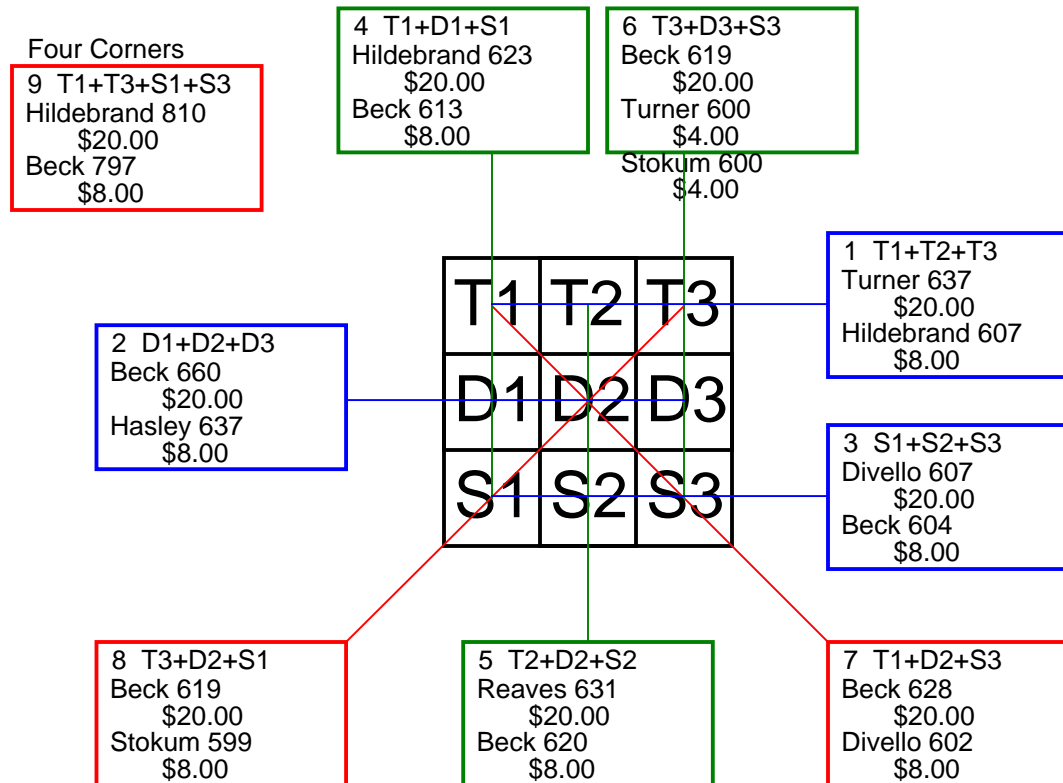 Four Corners
9 T1+T3+S1+S3
Hildebrand 810
$20.00
Beck 797
$8.00
4 T1+D1+S1
Hildebrand 623
$20.00
Beck 613
$8.00
6 T3+D3+S3
Beck 619
$20.00
Turner 600
$4.00
Stokum 600
$4.00
1 T1+T2+T3
Turner 637
$20.00
Hildebrand 607
$8.00
2 D1+D2+D3
Beck 660
$20.00
Hasley 637
$8.00
T1 T2 T3
D1 D2 D3
S1 S2 S3
3 S1+S2+S3
Divello 607
$20.00
Beck 604
$8.00
8 T3+D2+S1
Beck 619
$20.00
Stokum 599
$8.00
5 T2+D2+S2
Reaves 631
$20.00
Beck 620
$8.00
7 T1+D2+S3
Beck 628
$20.00
Divello 602
$8.00